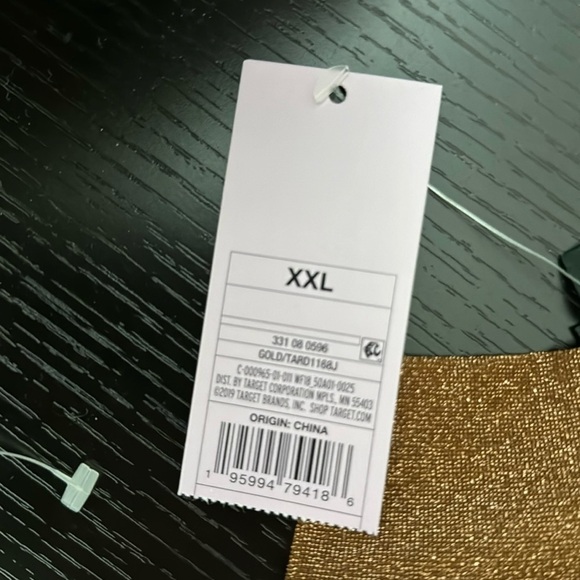 XXL
331 08 0596
GOLD/TARD1168J
C-000965-01-011 WF18_50A01-0025
DIST. BY TARGET CORPORATION MPLS., MN 55403
©2019 TARGET BRANDS, INC. SHOP TARGET.COM
ORIGIN: CHINA
1 95994 79418 6